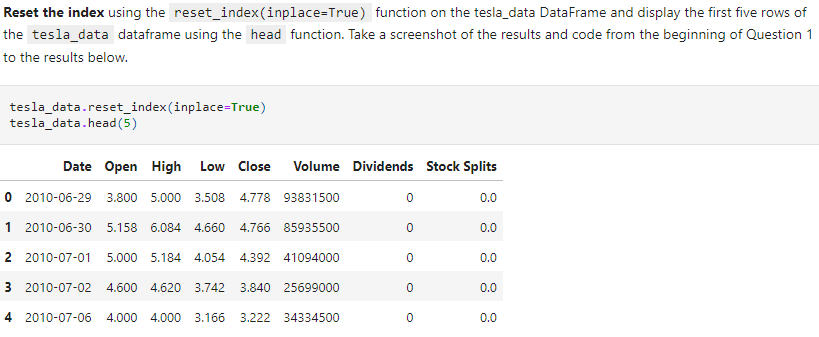 Reset the index using the reset_index(inplace=True) function on the tesla_data DataFrame and display the first five rows of
the tesla_data dataframe using the head function. Take a screenshot of the results and code from the beginning of Question 1
to the results below.
tesla_data.reset_index(inplace=True)
tesla_data.head(5)
Date Open High Low Close Volume Dividends Stock Splits
0 2010-06-29 3.800 5.000 3.508 4.778 93831500 0 0.0
1 2010-06-30 5.158 6.084 4.660 4.766 85935500 0 0.0
2 2010-07-01 5.000 5.184 4.054 4.392 41094000 0 0.0
3 2010-07-02 4.600 4.620 3.742 3.840 25699000 0 0.0
4 2010-07-06 4.000 4.000 3.166 3.222 34334500 0 0.0